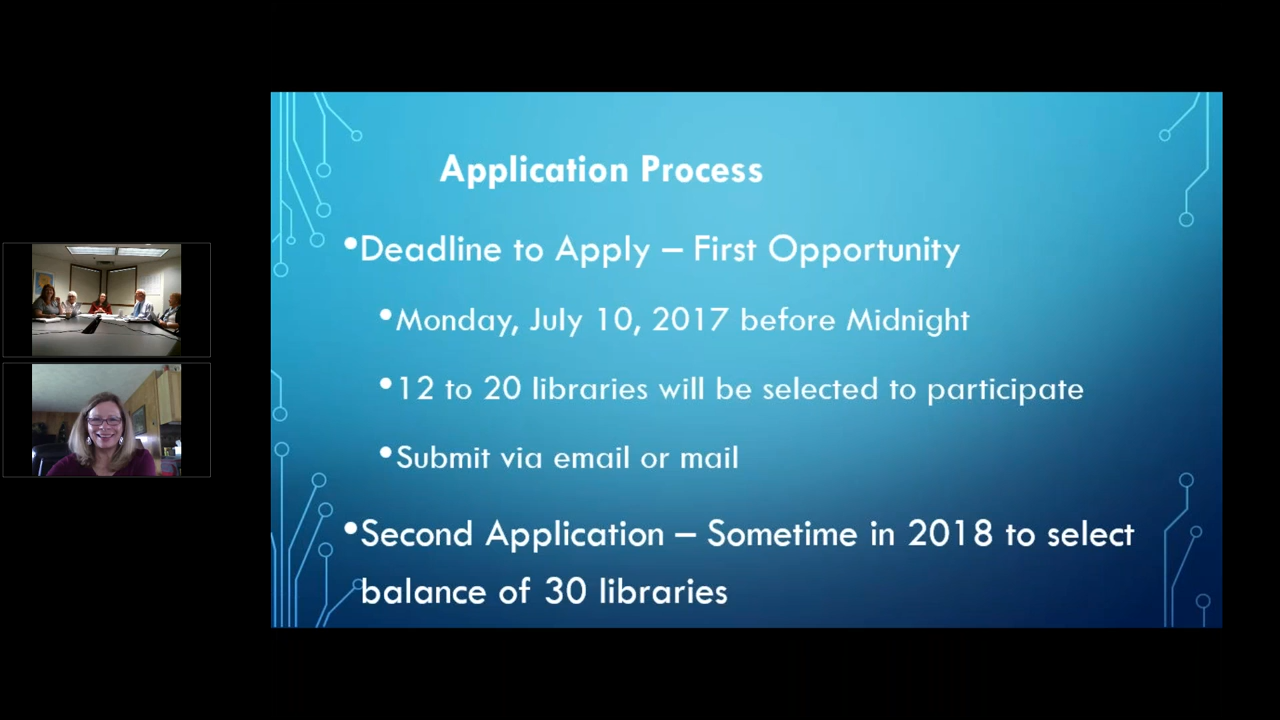 Application Process
•Deadline to Apply – First Opportunity
•Monday, July 10, 2017 before Midnight
•12 to 20 libraries will be selected to participate
•Submit via email or mail
•Second Application – Sometime in 2018 to select
balance of 30 libraries